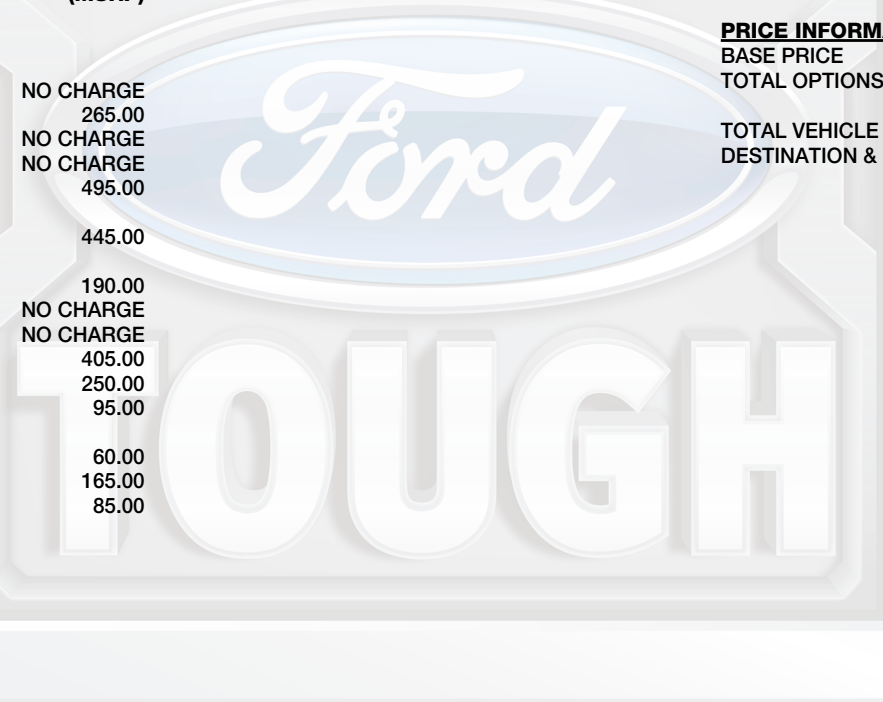 (MSRP)
NO CHARGE
265.00
NO CHARGE
NO CHARGE
495.00
445.00
190.00
NO CHARGE
NO CHARGE
405.00
250.00
95.00
60.00
165.00
85.00
PRICE INFORMA
BASE PRICE
TOTAL OPTIONS
TOTAL VEHICLE
DESTINATION &
Ford
TOUGH